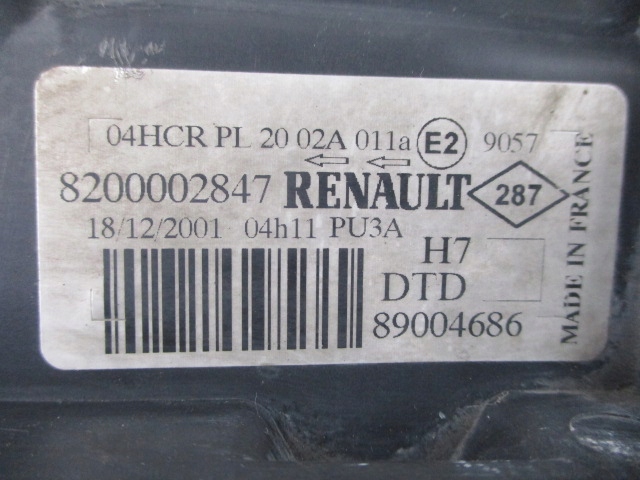 04HCR PL 20 02A 011a E2 9057
8200002847 RENAULT 287
18/12/2001 04h11 PU3A
H7
DTD
89004686
MADE IN FRANCE